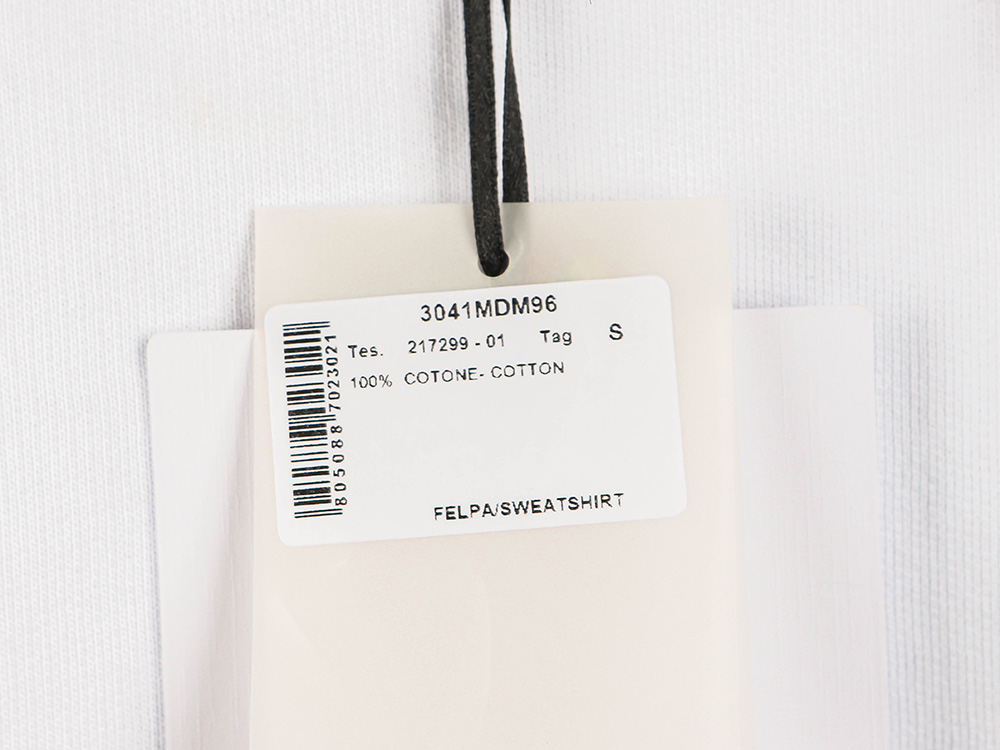 3041MDM96
Tes. 217299 - 01 Tag S
100% COTONE- COTTON
8050887023021
FELPA/SWEATSHIRT